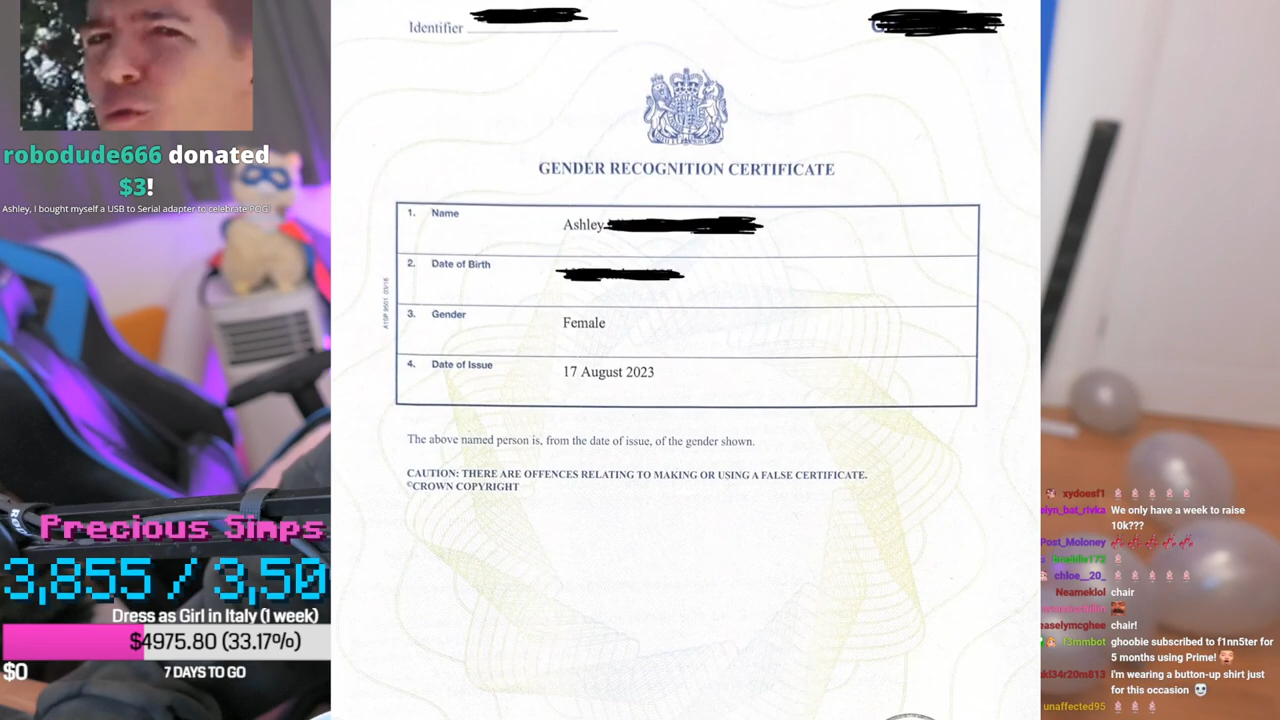 robodude666 donated
$3!
Ashley, I bought myself a USB to Serial adapter to celebrate POG!
Precious Simps
3,855 / 3,50
Dress as Girl in Italy (1 week)
$4975.80 (33.17%)
$0
7 DAYS TO GO
Identifier
GENDER RECOGNITION CERTIFICATE
1. Name
Ashley
2. Date of Birth
3. Gender
Female
4. Date of Issue
17 August 2023
The above named person is, from the date of issue, of the gender shown.
CAUTION: THERE ARE OFFENCES RELATING TO MAKING OR USING A FALSE CERTIFICATE.
©CROWN COPYRIGHT
xydoesf1
elyn_bat_rivka We only have a week to raise
10k???
Post_Moloney
chloe__20_
Neameklol chair
easelymcghee chair!
f3mmbot ghoobie subscribed to f1nn5ter for
5 months using Prime!
kl34r20m813 I'm wearing a button-up shirt just
for this occasion
unaffected95